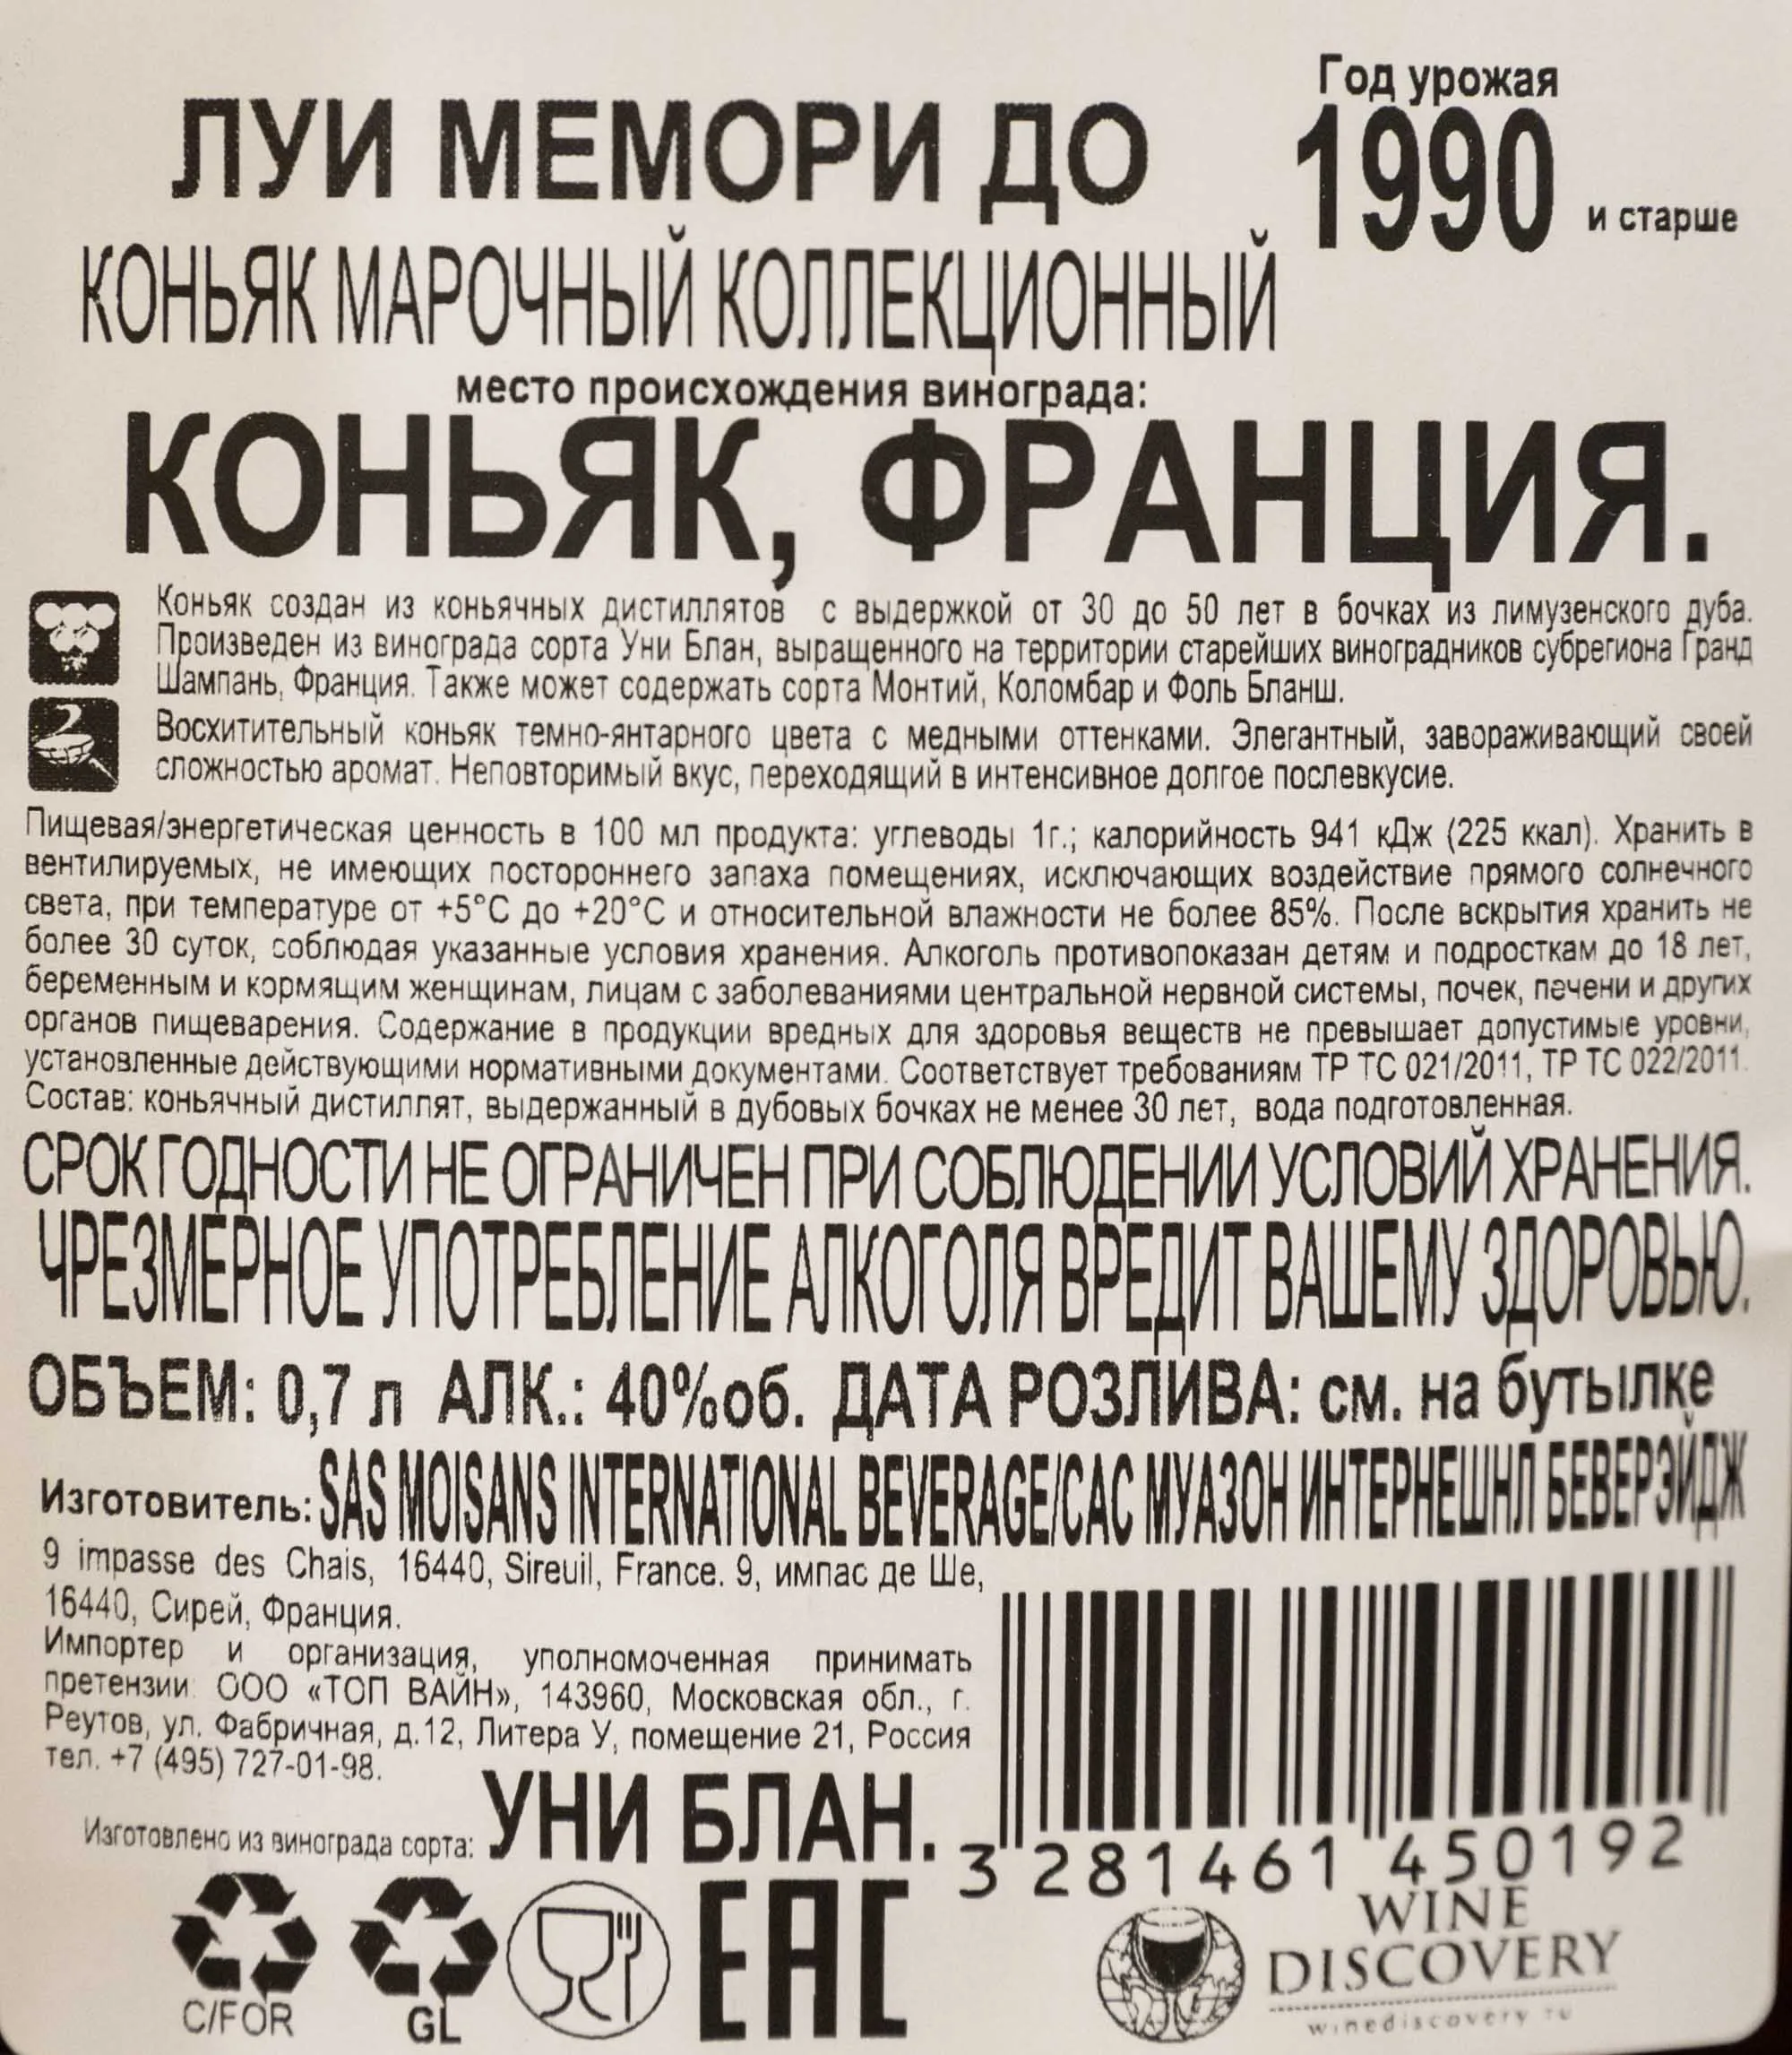 Год урожая
ЛУИ МЕМОРИ ДО
1990
и старше
КОНЬЯК МАРОЧНЫЙ КОЛЛЕКЦИОННЫЙ
место происхождения винограда:
КОНЬЯК, ФРАНЦИЯ.
Коньяк создан из коньячных дистиллятов с выдержкой от 30 до 50 лет в бочках из лимузенского дуба.
Произведен из винограда сорта Уни Блан, выращенного на территории старейших виноградников субрегиона Гранд
Шампань, Франция. Также может содержать сорта Монтий, Коломбар и Фоль Бланш.
Восхитительный коньяк темно-янтарного цвета с медными оттенками. Элегантный, завораживающий своей
сложностью аромат. Неповторимый вкус, переходящий в интенсивное долгое послевкусие.
Пищевая/энергетическая ценность в 100 мл продукта: углеводы 1г.; калорийность 941 кДж (225 ккал). Хранить в
вентилируемых, не имеющих постороннего запаха помещениях, исключающих воздействие прямого солнечного
света, при температуре от +5°С до +20°С и относительной влажности не более 85%. После вскрытия хранить не
более 30 суток, соблюдая указанные условия хранения. Алкоголь противопоказан детям и подросткам до 18 лет,
беременным и кормящим женщинам, лицам с заболеваниями центральной нервной системы, почек, печени и других
органов пищеварения. Содержание в продукции вредных для здоровья веществ не превышает допустимые уровни,
установленные действующими нормативными документами. Соответствует требованиям ТР ТС 021/2011, ТР ТС 022/2011.
Состав: коньячный дистиллят, выдержанный в дубовых бочках не менее 30 лет, вода подготовленная.
СРОК ГОДНОСТИ НЕ ОГРАНИЧЕН ПРИ СОБЛЮДЕНИИ УСЛОВИЙ ХРАНЕНИЯ.
ЧРЕЗМЕРНОЕ УПОТРЕБЛЕНИЕ АЛКОГОЛЯ ВРЕДИТ ВАШЕМУ ЗДОРОВЬЮ.
ОБЪЕМ: 0,7 л АЛК.: 40%об. ДАТА РОЗЛИВА: см. на бутылке
Изготовитель: SAS MOISANS INTERNATIONAL BEVERAGE/САС МУАЗОН ИНТЕРНЕШНЛ БЕВЕРЭЙДЖ
9 impasse des Chais, 16440, Sireuil, France. 9, импас де Ше,
16440, Сирей, Франция.
Импортер и организация, уполномоченная принимать
претензии: ООО «ТОП ВАЙН», 143960, Московская обл., г.
Реутов, ул. Фабричная, д.12, Литера У, помещение 21, Россия
тел. +7 (495) 727-01-98.
Изготовлено из винограда сорта: УНИ БЛАН.
3 281461 450192
C/FOR
GL
EAC
WINE
DISCOVERY
winediscovery.ru